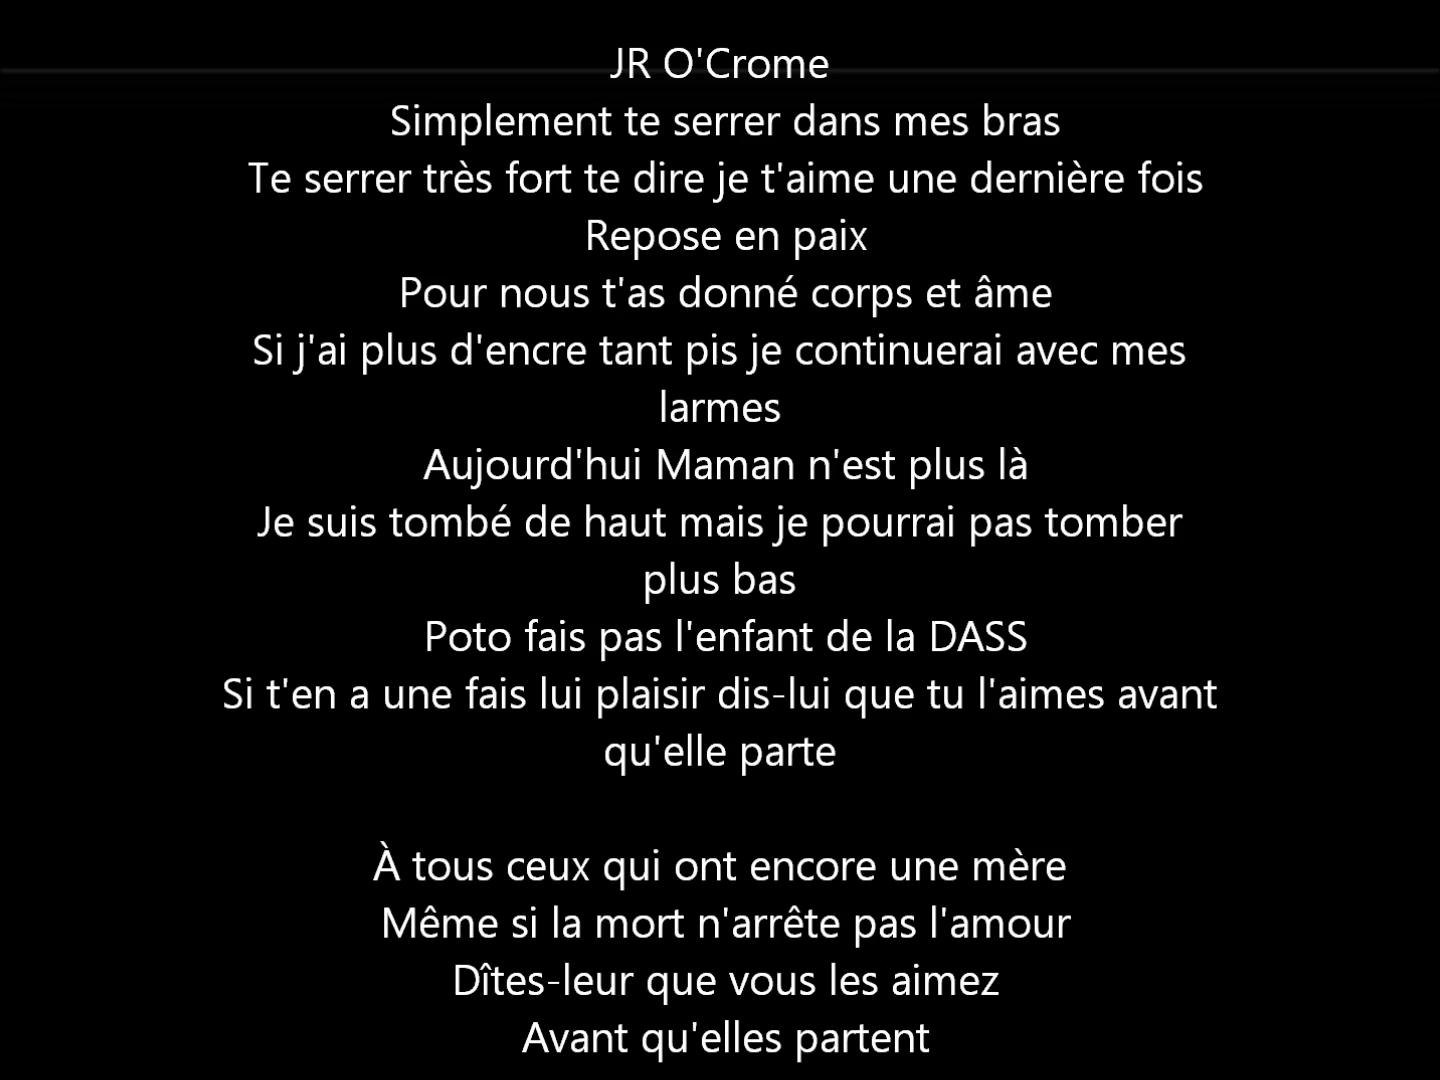 JR O'Crome
Simplement te serrer dans mes bras
Te serrer très fort te dire je t'aime une dernière fois
Repose en paix
Pour nous t'as donné corps et âme
Si j'ai plus d'encre tant pis je continuerai avec mes
larmes
Aujourd'hui Maman n'est plus là
Je suis tombé de haut mais je pourrai pas tomber
plus bas
Poto fais pas l'enfant de la DASS
Si t'en a une fais lui plaisir dis-lui que tu l'aimes avant
qu'elle parte
À tous ceux qui ont encore une mère
Même si la mort n'arrête pas l'amour
Dîtes-leur que vous les aimez
Avant qu'elles partent